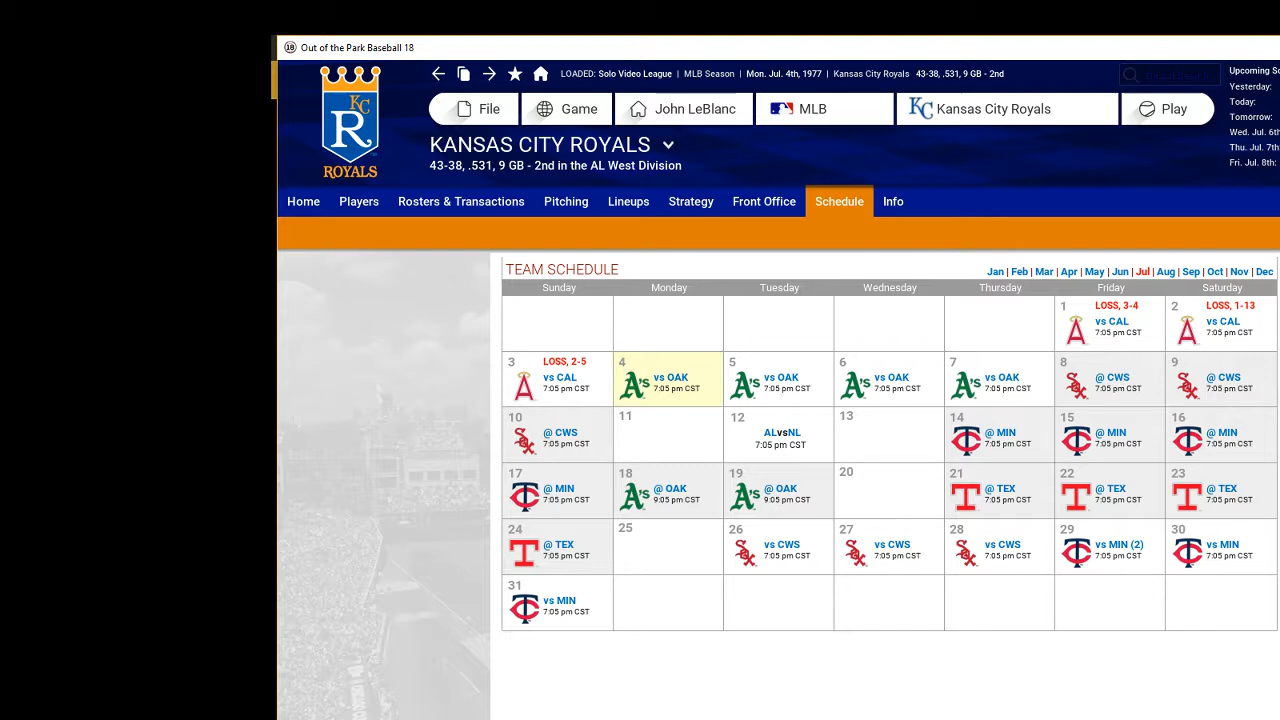 18 Out of the Park Baseball 18
LOADED: Solo Video League | MLB Season | Mon. Jul. 4th, 1977 | Kansas City Royals 43-38, .531, 9 GB - 2nd
Upcoming Sc
Yesterday:
Today:
Tomorrow:
Wed. Jul. 6th
Thu. Jul. 7th:
Fri. Jul. 8th:
KC
R
ROYALS
File Game John LeBlanc MLB KC Kansas City Royals Play
KANSAS CITY ROYALS
43-38, .531, 9 GB - 2nd in the AL West Division
Home Players Rosters & Transactions Pitching Lineups Strategy Front Office Schedule Info
TEAM SCHEDULE
Jan | Feb | Mar | Apr | May | Jun | Jul | Aug | Sep | Oct | Nov | Dec
Sunday Monday Tuesday Wednesday Thursday Friday Saturday
1 LOSS, 3-4 2 LOSS, 1-13
vs CAL vs CAL
7:05 pm CST 7:05 pm CST
3 LOSS, 2-5 4 5 6 7 8 9
vs CAL vs OAK vs OAK vs OAK vs OAK @ CWS @ CWS
7:05 pm CST 7:05 pm CST 7:05 pm CST 7:05 pm CST 7:05 pm CST 7:05 pm CST 7:05 pm CST
10 11 12 13 14 15 16
@ CWS ALvsNL @ MIN @ MIN @ MIN
7:05 pm CST 7:05 pm CST 7:05 pm CST 7:05 pm CST 7:05 pm CST
17 18 19 20 21 22 23
@ MIN @ OAK @ OAK @ TEX @ TEX @ TEX
7:05 pm CST 9:05 pm CST 9:05 pm CST 7:05 pm CST 7:05 pm CST 7:05 pm CST
24 25 26 27 28 29 30
@ TEX vs CWS vs CWS vs CWS vs MIN (2) vs MIN
7:05 pm CST 7:05 pm CST 7:05 pm CST 7:05 pm CST 7:05 pm CST 7:05 pm CST
31
vs MIN
7:05 pm CST